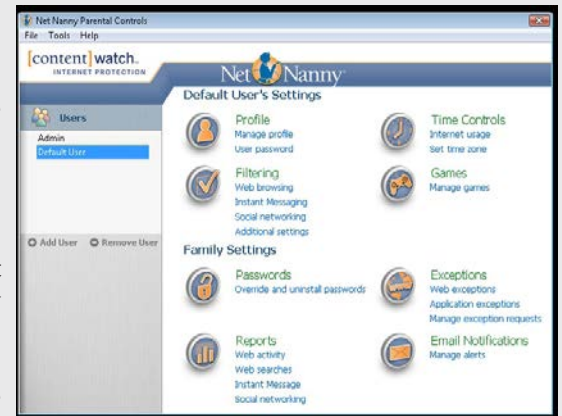 Net Nanny Parental Controls
File Tools Help
[content]watch™
INTERNET PROTECTION
Net Nanny
Users
Admin
Default User
Add User Remove User
Default User's Settings
Profile
Manage profile
User password
Time Controls
Internet usage
Set time zone
Filtering
Web browsing
Instant Messaging
Social networking
Additional settings
Games
Manage games
Family Settings
Passwords
Override and uninstall passwords
Exceptions
Web exceptions
Application exceptions
Manage exception requests
Reports
Web activity
Web searches
Instant Message
Social networking
Email Notifications
Manage alerts